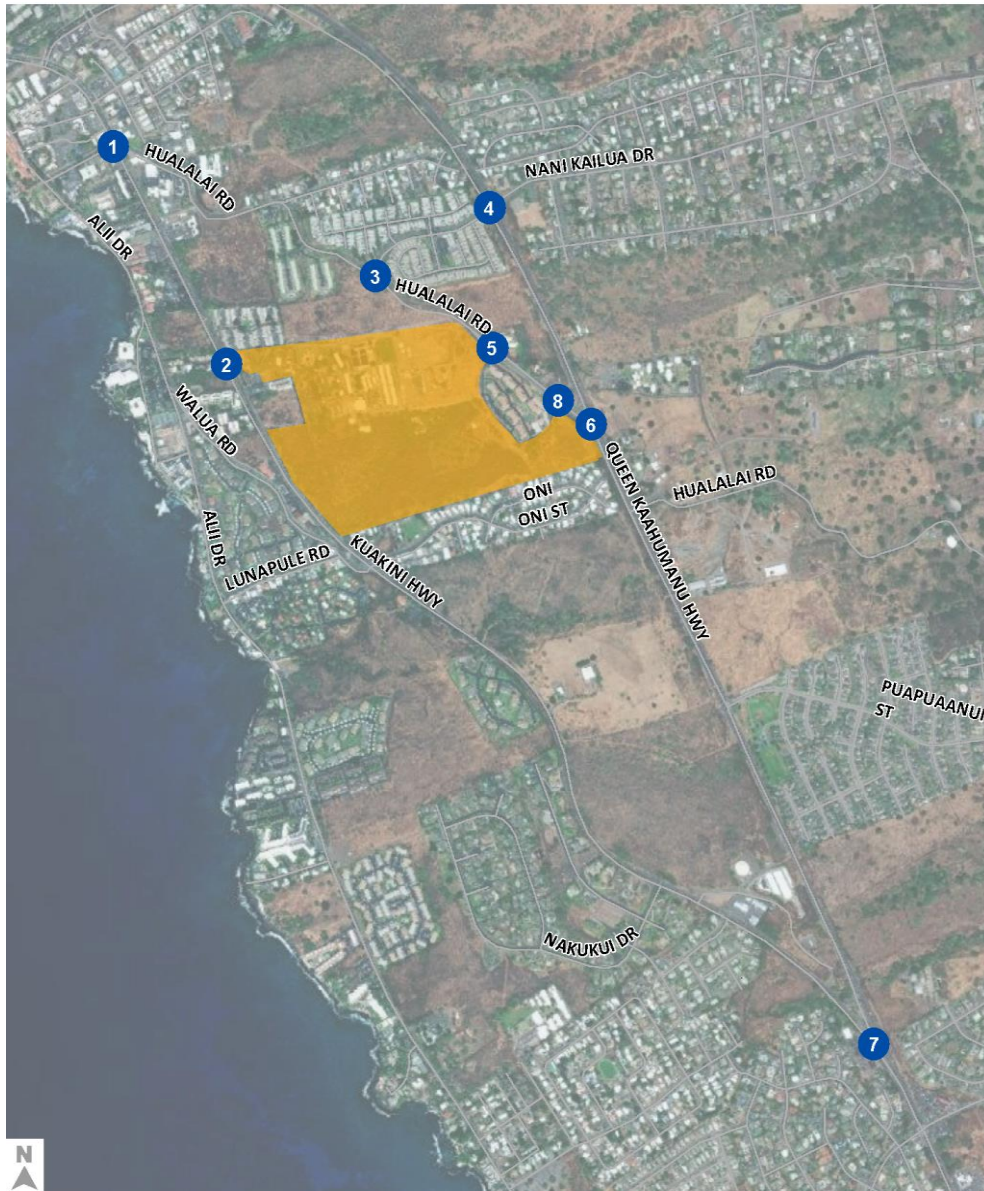 1
HUALALAI RD
NANI KAILUA DR
4
ALII DR
3
HUALALAI RD
5
2
WALUA RD
8
6
QUEEN KAAHUMANU HWY
HUALALAI RD
ONI
ONI ST
ALII DR
LUNAPULE RD
KUAKINI HWY
PUAPUAANUI
ST
NAKUKUI DR
7
N